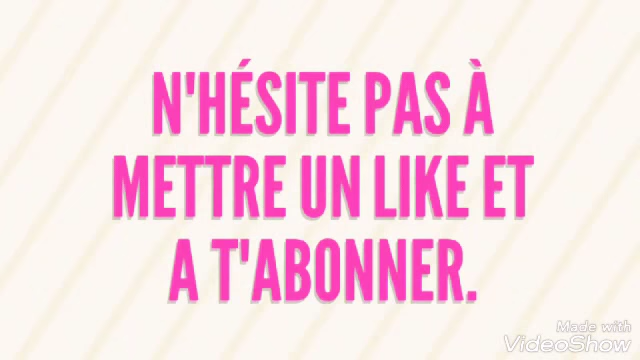 N'HÉSITE PAS À
METTRE UN LIKE ET
A T'ABONNER.
Made with
VideoShow